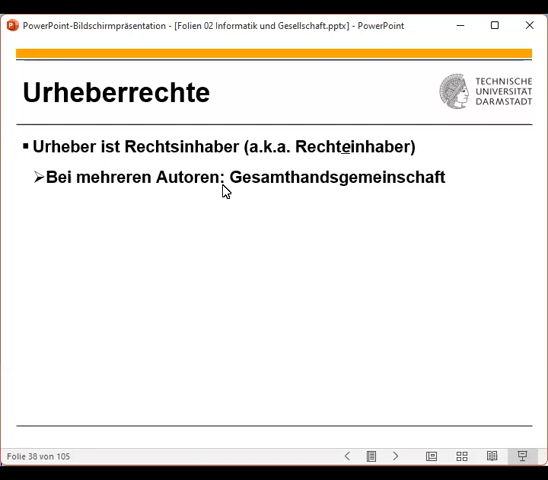 PowerPoint-Bildschirmpräsentation - [Folien 02 Informatik und Gesellschaft.pptx] - PowerPoint
Urheberrechte
TECHNISCHE
UNIVERSITÄT
DARMSTADT
▪ Urheber ist Rechtsinhaber (a.k.a. Rechteinhaber)
➢Bei mehreren Autoren: Gesamthandsgemeinschaft
Folie 38 von 105